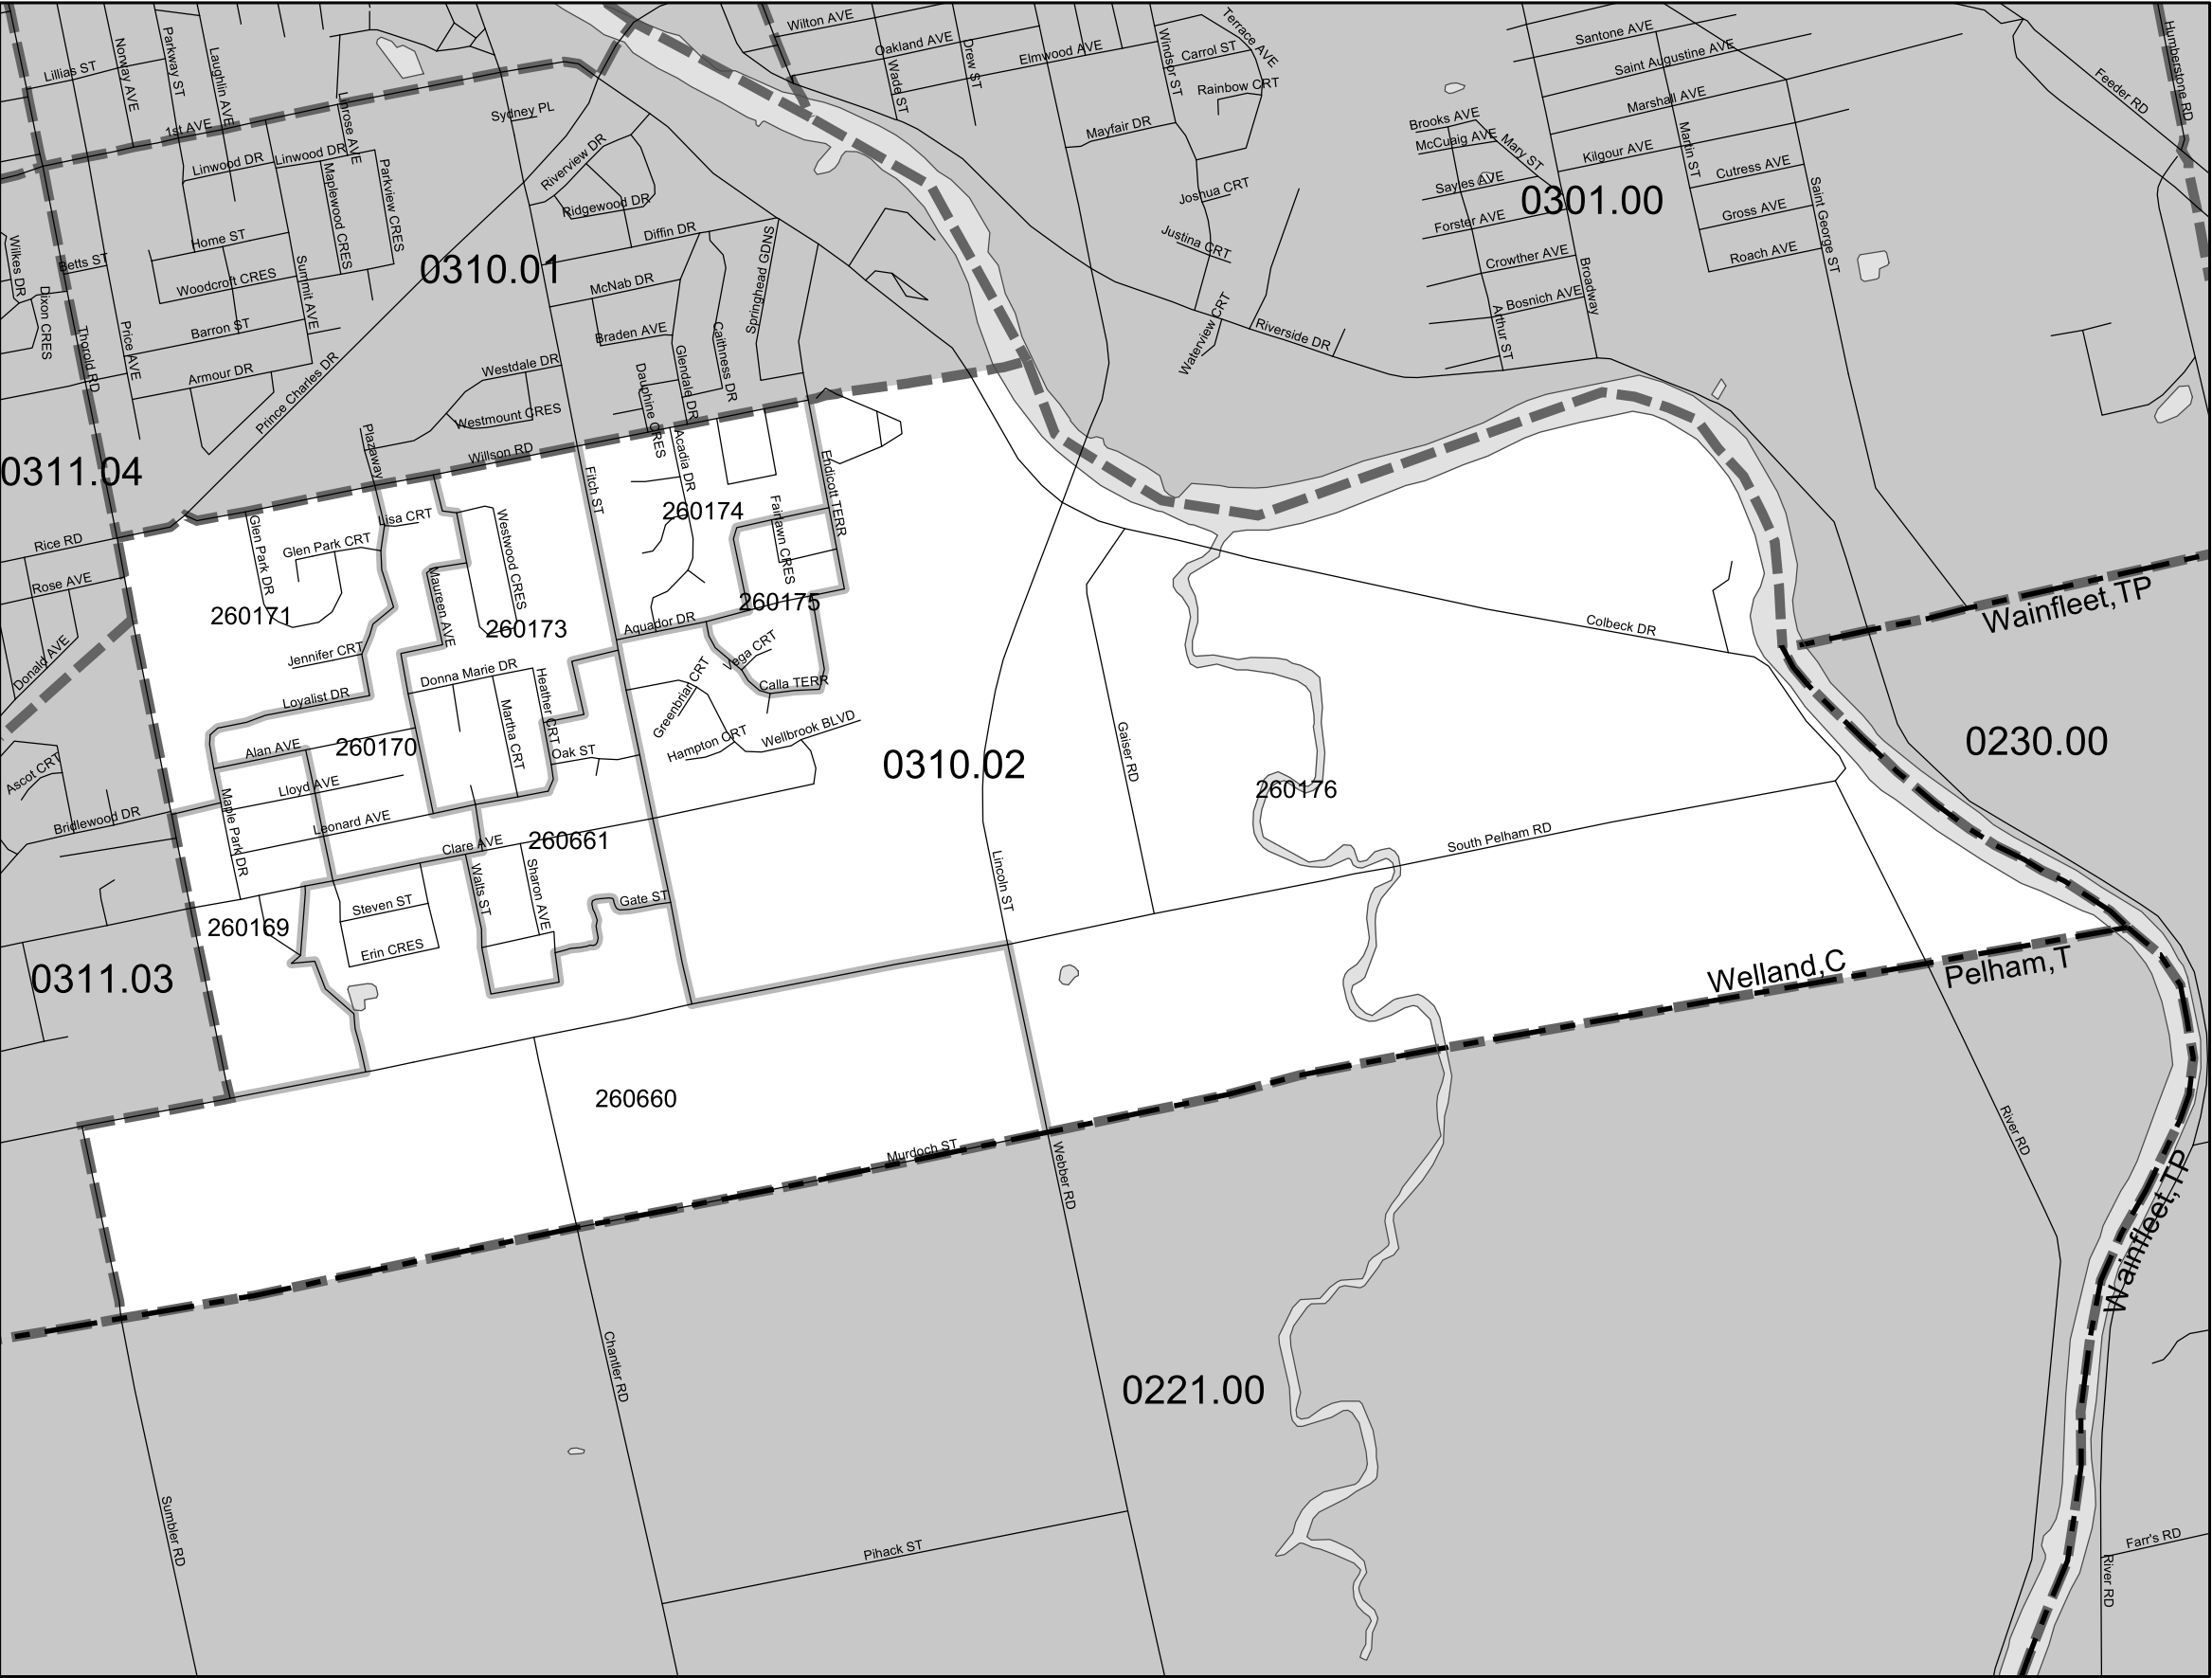 Wilton AVE
Terrace AVE
Humberstone RD
Norway AVE
Parkway ST
Laughlin AVE
Lillias ST
Oakland AVE
Drew ST
Elmwood AVE
Windsor ST
Carrol ST
Santone AVE
Saint Augustine AVE
Feeder RD
Wade ST
Rainbow CRT
Marshall AVE
Linrose AVE
Sydney PL
1st AVE
Mayfair DR
Brooks AVE
McCuaig AVE
Mary ST
Martin ST
Kilgour AVE
Linwood DR
Linwood DR
Maplewood CRES
Parkview CRES
Riverview DR
Ridgewood DR
Joshua CRT
Sayles AVE
0301.00
Cutress AVE
Saint George ST
Gross AVE
Forster AVE
Wilkes DR
Betts ST
Home ST
Woodcroft CRES
Summit AVE
0310.01
Diffin DR
Justina CRT
Crowther AVE
Roach AVE
Broadway
McNab DR
Springhead GDNS
Dixon CRES
Thorold RD
Price AVE
Barron ST
Braden AVE
Caithness DR
Waterview CRT
Riverside DR
Arthur ST
Bosnich AVE
Armour DR
Prince Charles DR
Westdale DR
Dauphine CRES
Glendale DR
Westmount CRES
Plazaway
Willson RD
0311.04
Fitch ST
Acadia DR
Endicott TERR
260174
Fairlawn CRES
Lisa CRT
Glen Park DR
Glen Park CRT
Westwood CRES
Rice RD
Rose AVE
Maureen AVE
260171
260173
260175
Aquador DR
Colbeck DR
Wainfleet,TP
Donald AVE
Jennifer CRT
Vega CRT
Greenbriar CRT
Donna Marie DR
Heather CRT
Calla TERR
Loyalist DR
Martha CRT
Hampton CRT
Wellbrook BLVD
0230.00
Alan AVE
260170
Oak ST
0310.02
Gaiser RD
260176
Ascot CRT
Lloyd AVE
Maple Park DR
Bridlewood DR
Leonard AVE
Clare AVE
260661
South Pelham RD
Walts ST
Sharon AVE
Lincoln ST
Steven ST
Gate ST
260169
Erin CRES
0311.03
Welland,C
Pelham,T
260660
Murdoch ST
Webber RD
River RD
Wainfleet,TP
Chantler RD
0221.00
Sumbler RD
Pihack ST
Farr's RD
River RD